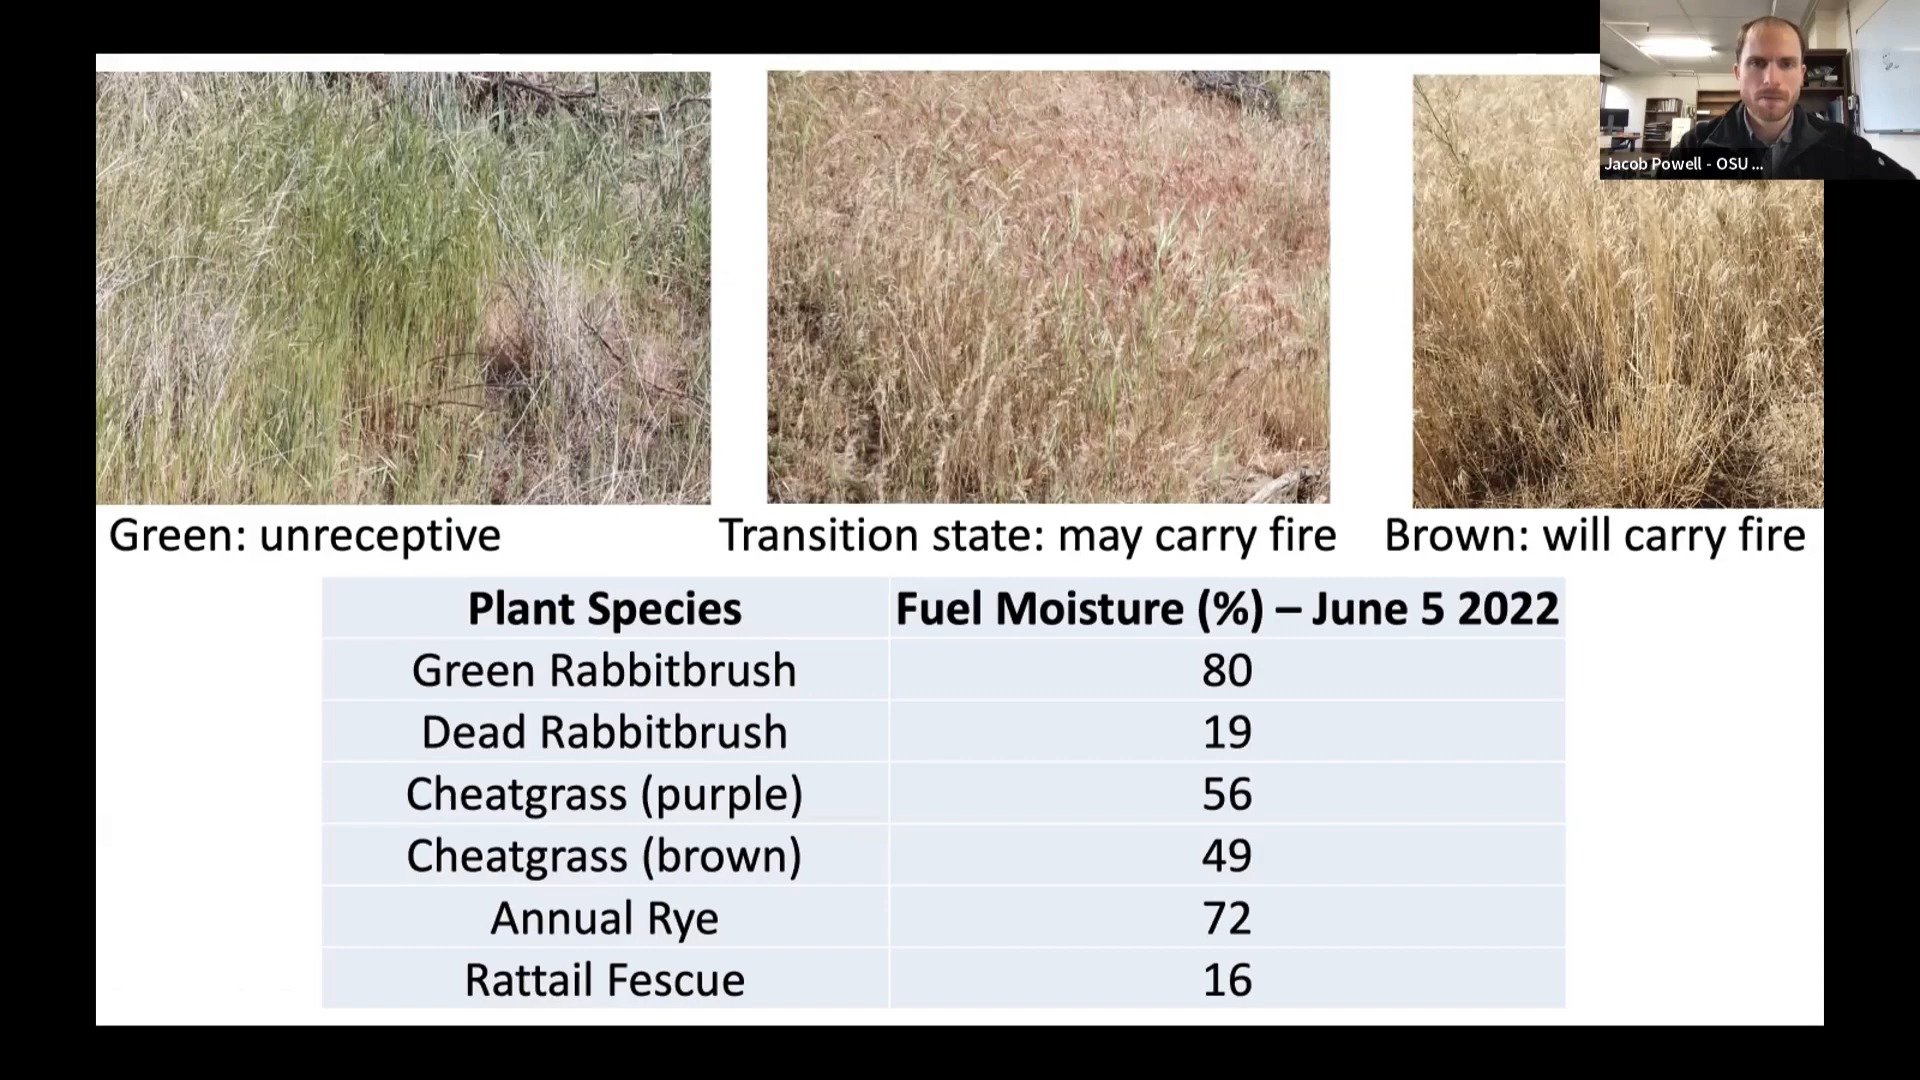 Jacob Powell - OSU ...
Green: unreceptive
Transition state: may carry fire
Brown: will carry fire
Plant Species Fuel Moisture (%) – June 5 2022
Green Rabbitbrush 80
Dead Rabbitbrush 19
Cheatgrass (purple) 56
Cheatgrass (brown) 49
Annual Rye 72
Rattail Fescue 16